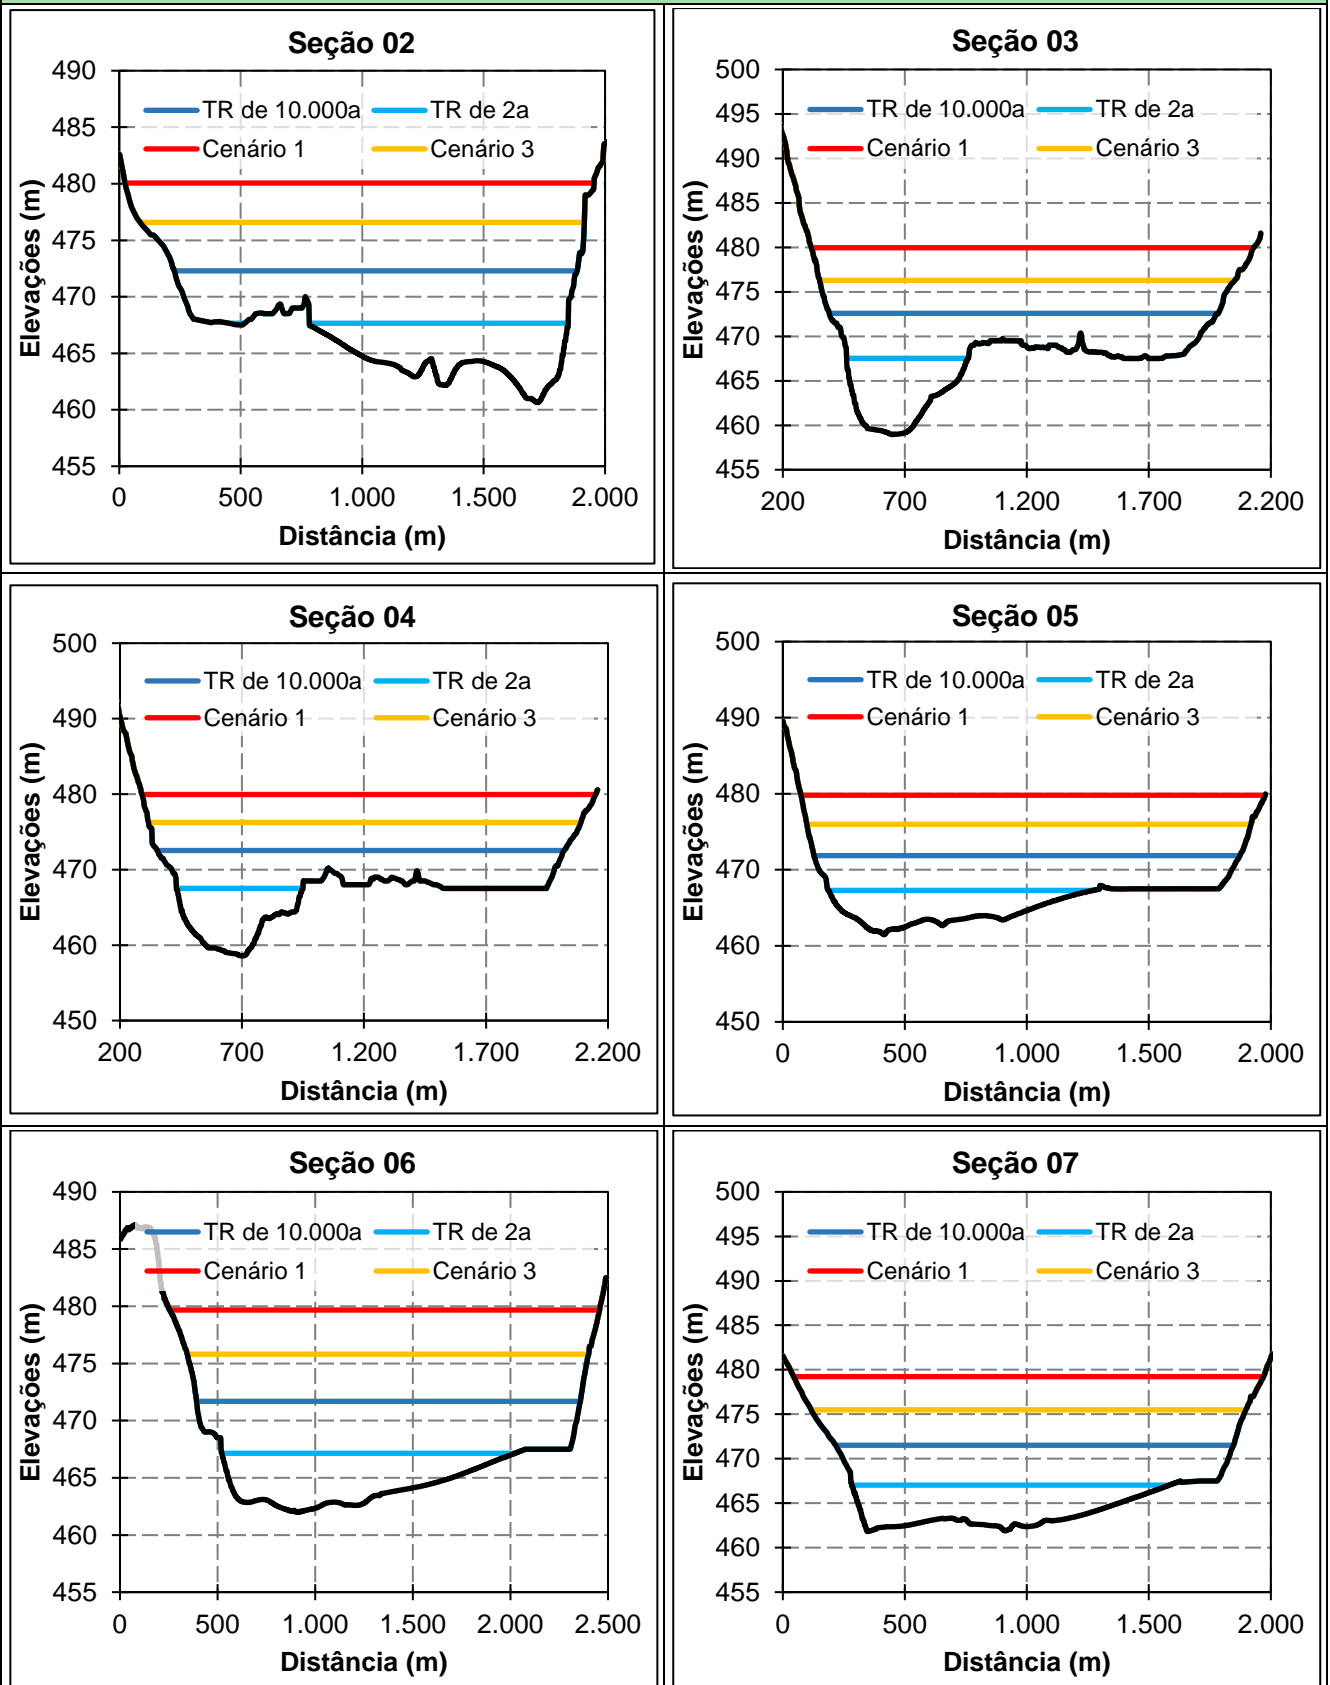 Seção 02
490
485
480
475
470
465
460
455
Elevações (m)
TR de 10.000a
TR de 2a
Cenário 1
Cenário 3
0 500 1.000 1.500 2.000
Distância (m)
Seção 03
500
495
490
485
480
475
470
465
460
455
Elevações (m)
TR de 10.000a
TR de 2a
Cenário 1
Cenário 3
200 700 1.200 1.700 2.200
Distância (m)
Seção 04
500
490
480
470
460
450
Elevações (m)
TR de 10.000a
TR de 2a
Cenário 1
Cenário 3
200 700 1.200 1.700 2.200
Distância (m)
Seção 05
500
490
480
470
460
450
Elevações (m)
TR de 10.000a
TR de 2a
Cenário 1
Cenário 3
0 500 1.000 1.500 2.000
Distância (m)
Seção 06
490
485
480
475
470
465
460
455
Elevações (m)
TR de 10.000a
TR de 2a
Cenário 1
Cenário 3
0 500 1.000 1.500 2.000 2.500
Distância (m)
Seção 07
500
495
490
485
480
475
470
465
460
455
Elevações (m)
TR de 10.000a
TR de 2a
Cenário 1
Cenário 3
0 500 1.000 1.500 2.000
Distância (m)